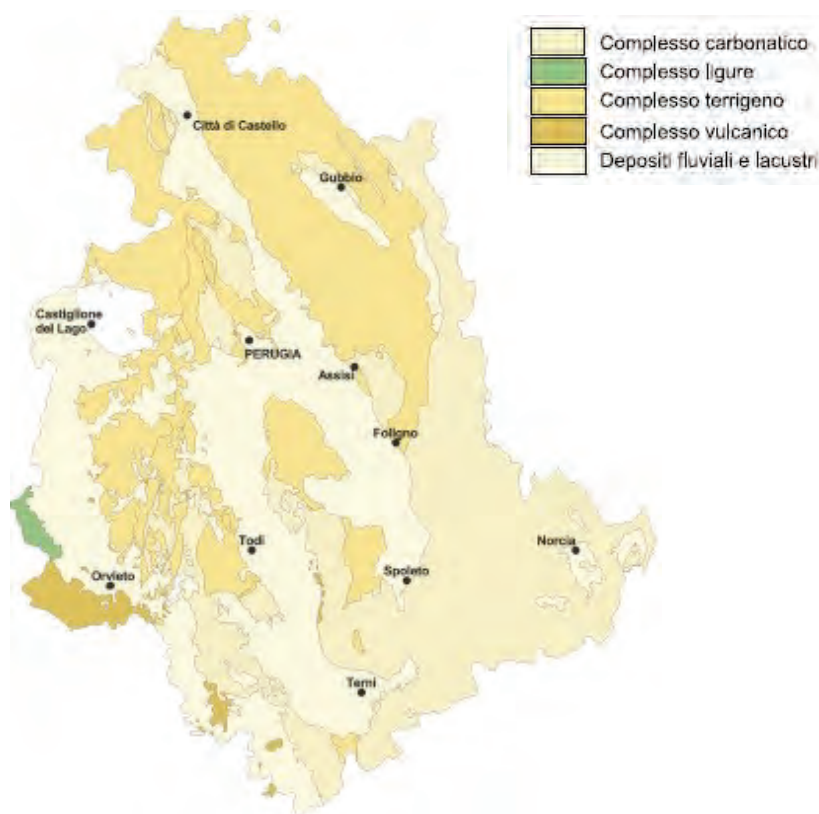 Complesso carbonatico
Complesso ligure
Complesso terrigeno
Complesso vulcanico
Depositi fluviali e lacustri
Città di Castello
Gubbio
Castiglione
del Lago
PERUGIA
Assisi
Foligno
Todi
Norcia
Orvieto
Spoleto
Terni